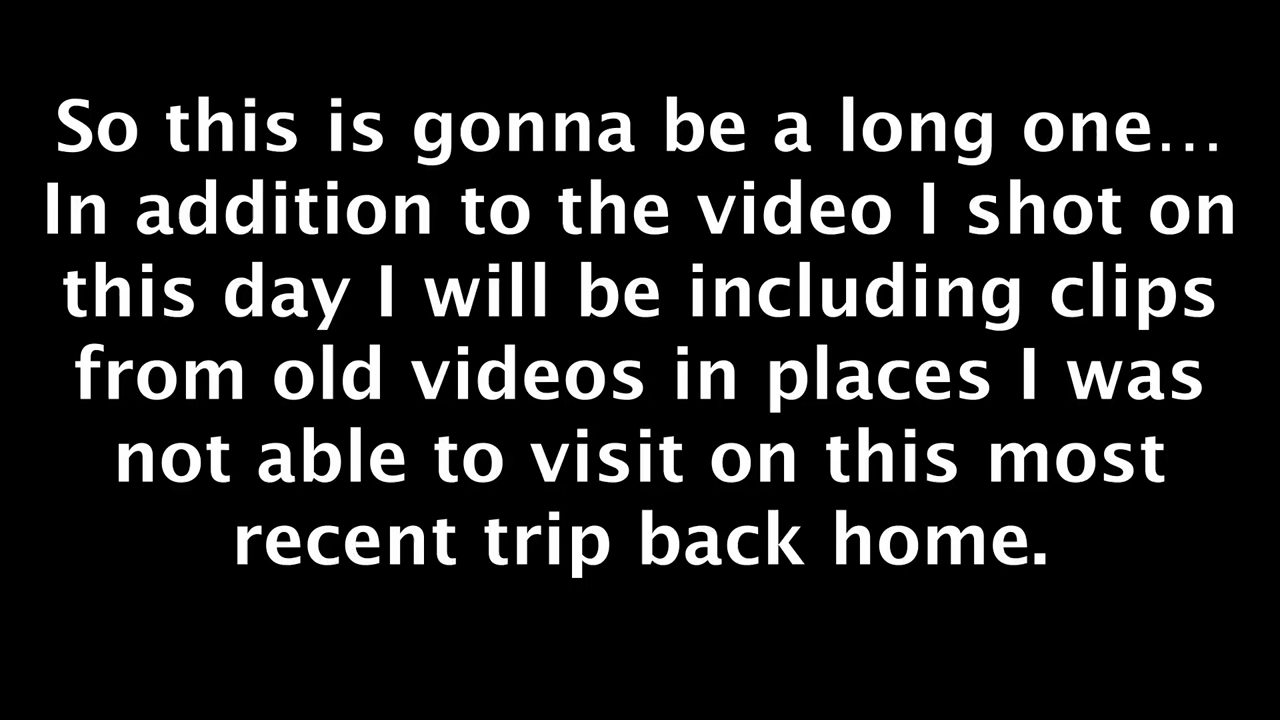 So this is gonna be a long one…
In addition to the video I shot on
this day I will be including clips
from old videos in places I was
not able to visit on this most
recent trip back home.